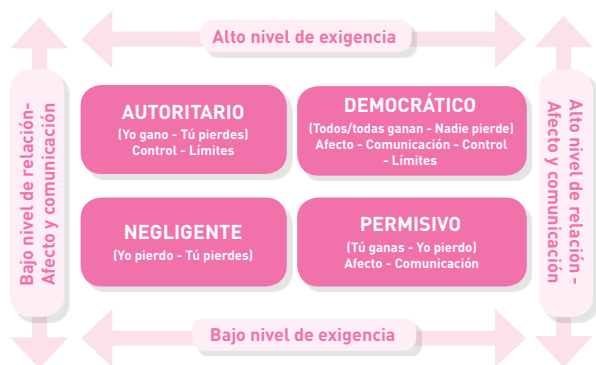 Alto nivel de exigencia
Bajo nivel de relación-
Afecto y comunicación
AUTORITARIO
(Yo gano - Tú pierdes)
Control - Límites
DEMOCRÁTICO
(Todos/todas ganan - Nadie pierde)
Afecto - Comunicación - Control
- Límites
NEGLIGENTE
(Yo pierdo - Tú pierdes)
PERMISIVO
(Tú ganas - Yo pierdo)
Afecto - Comunicación
Alto nivel de relación -
Afecto y comunicación
Bajo nivel de exigencia